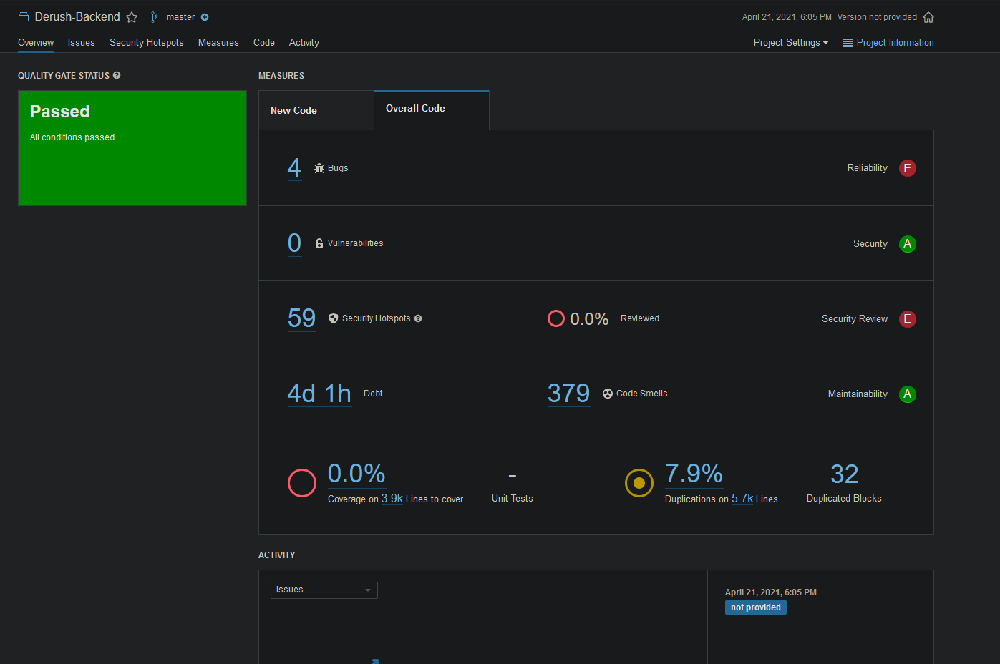 Derush-Backend master April 21, 2021, 6:05 PM Version not provided
Overview Issues Security Hotspots Measures Code Activity Project Settings Project Information
QUALITY GATE STATUS
Passed
All conditions passed.
MEASURES
New Code Overall Code
4 Bugs Reliability E
0 Vulnerabilities Security A
59 Security Hotspots 0.0% Reviewed Security Review E
4d 1h Debt 379 Code Smells Maintainability A
0.0%
Coverage on 3.9k Lines to cover
-
Unit Tests
7.9%
Duplications on 5.7k Lines
32
Duplicated Blocks
ACTIVITY
Issues
April 21, 2021, 6:05 PM
not provided